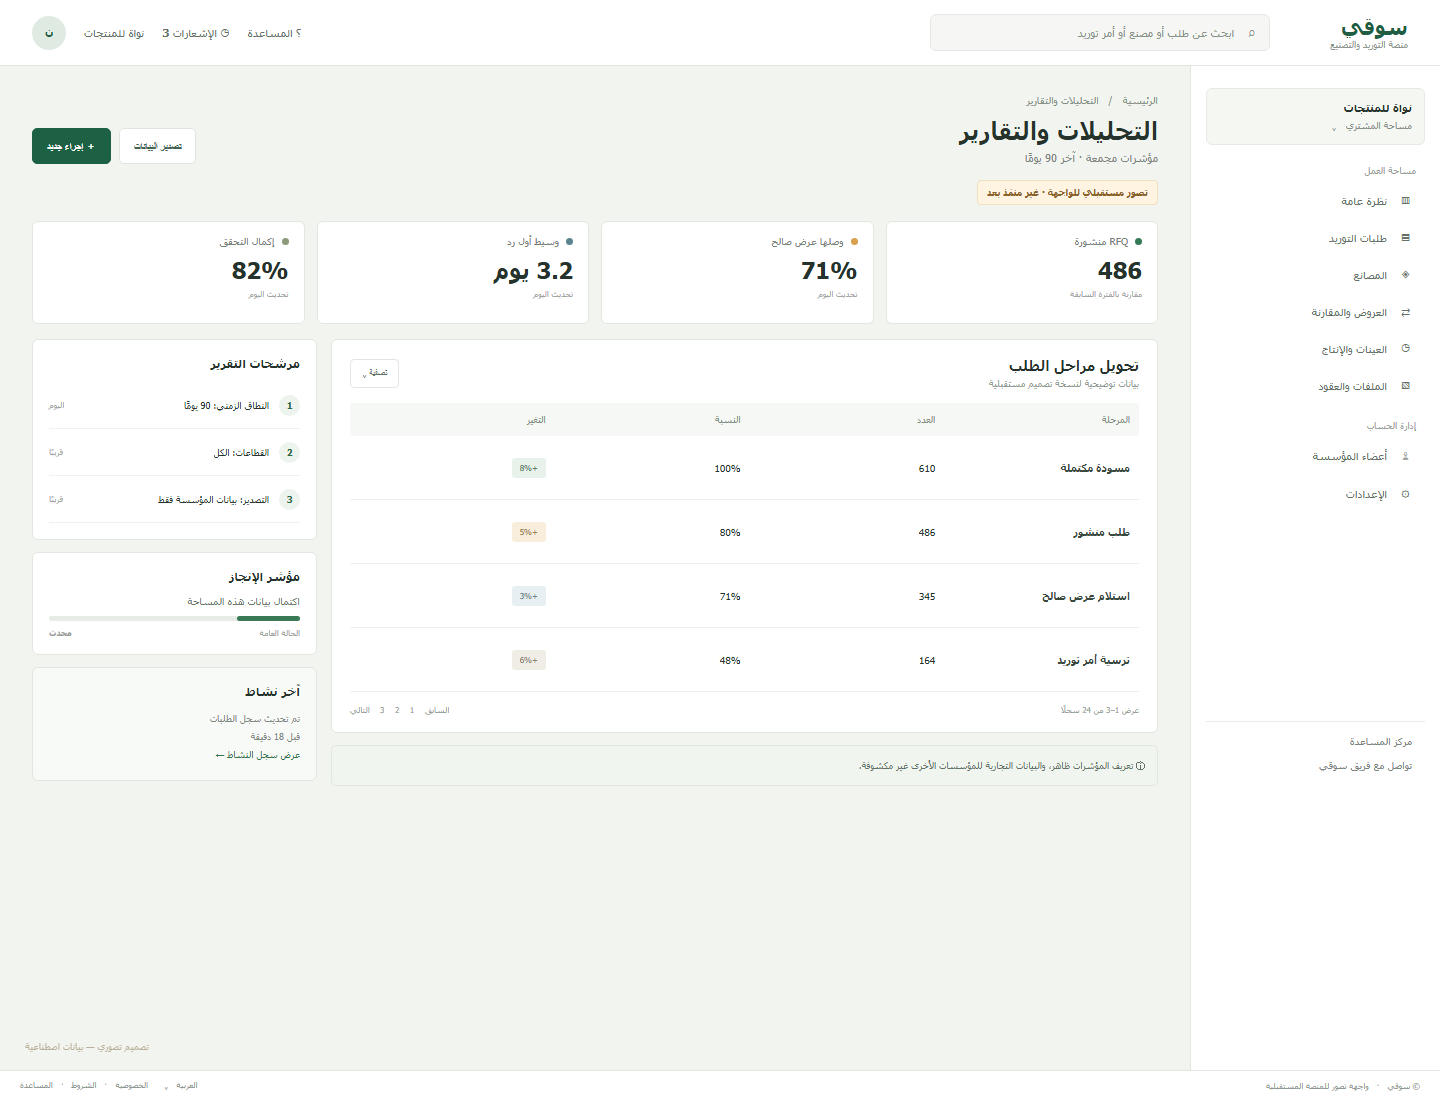 سوقي
منصة التوريد والتصنيع
ابحث عن طلب أو مصنع أو أمر توريد
؟ المساعدة
الإشعارات 3
نواة للمنتجات
ن
نواة للمنتجات
مساحة المشتري
مساحة العمل
نظرة عامة
طلبات التوريد
المصانع
العروض والمقارنة
العينات والإنتاج
الملفات والعقود
إدارة الحساب
أعضاء المؤسسة
الإعدادات
مركز المساعدة
تواصل مع فريق سوقي
الرئيسية / التحليلات والتقارير
التحليلات والتقارير
مؤشرات مجمعة · آخر 90 يومًا
تصور مستقبلي للواجهة · غير منفذ بعد
تصدير البيانات
+ إجراء جديد
RFQ منشورة
486
مقارنة بالفترة السابقة
وصلها عرض صالح
71%
تحديث اليوم
وسيط أول رد
3.2 يوم
تحديث اليوم
إكمال التحقق
82%
تحديث اليوم
تحويل مراحل الطلب
بيانات توضيحية لنسخة تصميم مستقبلية
تصفية
المرحلة العدد النسبة التغير
مسودة مكتملة 610 100% +8%
طلب منشور 486 80% +5%
استلام عرض صالح 345 71% +3%
ترسية أمر توريد 164 48% +6%
عرض 1–3 من 24 سجلًا
السابق 1 2 3 التالي
ⓘ تعريف المؤشرات ظاهر، والبيانات التجارية للمؤسسات الأخرى غير مكشوفة.
مرشحات التقرير
1 النطاق الزمني: 90 يومًا اليوم
2 القطاعات: الكل قريبًا
3 التصدير: بيانات المؤسسة فقط قريبًا
مؤشر الإنجاز
اكتمال بيانات هذه المساحة
الحالة العامة محدث
آخر نشاط
تم تحديث سجل الطلبات
قبل 18 دقيقة
عرض سجل النشاط ←
تصميم تصوري — بيانات اصطناعية
© سوقي · واجهة تصور للمنصة المستقبلية
العربية الخصوصية · الشروط · المساعدة